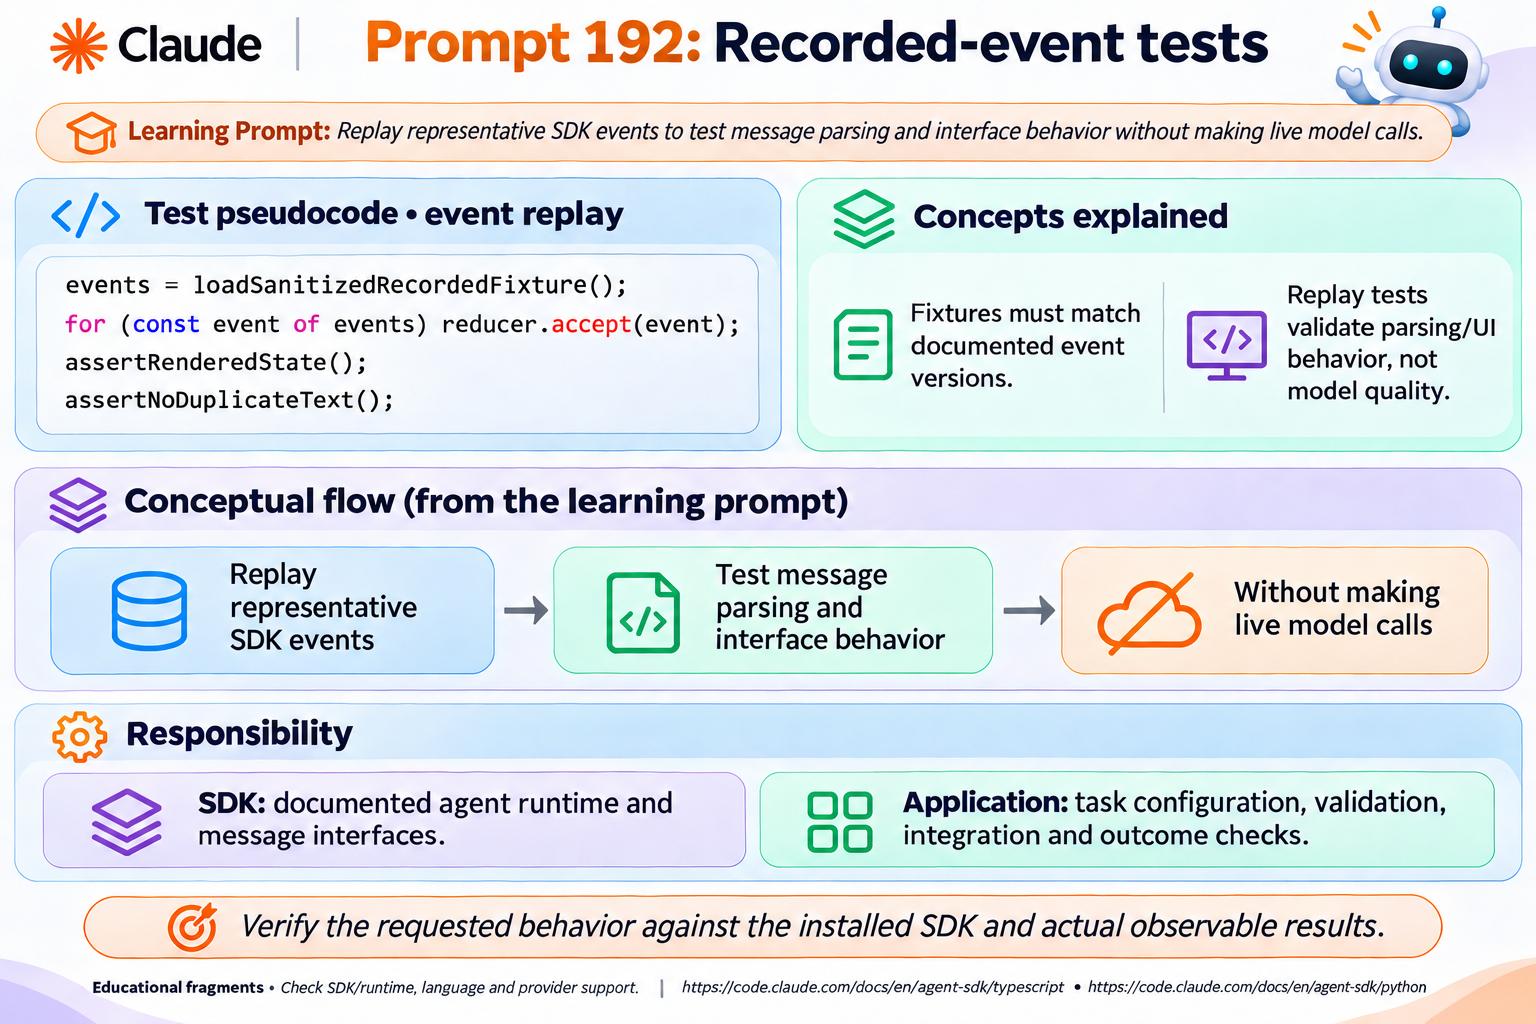 Claude
Prompt 192: Recorded-event tests
Learning Prompt: Replay representative SDK events to test message parsing and interface behavior without making live model calls.
Test pseudocode • event replay
events = loadSanitizedRecordedFixture();
for (const event of events) reducer.accept(event);
assertRenderedState();
assertNoDuplicateText();
Concepts explained
Fixtures must match
documented event
versions.
Replay tests
validate parsing/UI
behavior, not
model quality.
Conceptual flow (from the learning prompt)
Replay
representative
SDK events
Test message
parsing and
interface behavior
Without making
live model calls
Responsibility
SDK: documented agent runtime and
message interfaces.
Application: task configuration, validation,
integration and outcome checks.
Verify the requested behavior against the installed SDK and actual observable results.
Educational fragments • Check SDK/runtime, language and provider support. | https://code.claude.com/docs/en/agent-sdk/typescript • https://code.claude.com/docs/en/agent-sdk/python